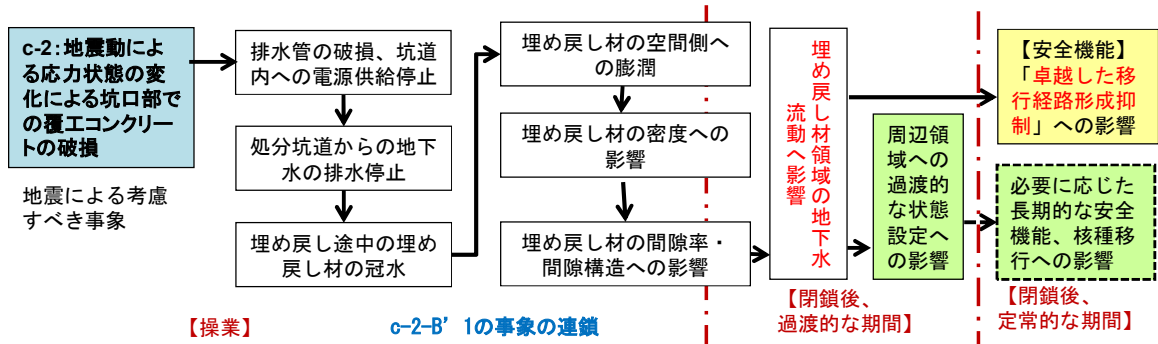 c-2：地震動によ
る応力状態の変
化による坑口部で
の覆工コンクリー
トの破損
地震による考慮
すべき事象
排水管の破損、坑道
内への電源供給停止
処分坑道からの地下
水の排水停止
埋め戻し途中の埋め
戻し材の冠水
埋め戻し材の空間側へ
の膨潤
埋め戻し材の密度への
影響
埋め戻し材の間隙率・
間隙構造への影響
埋め戻し材領域の地下水
流動へ影響
周辺領
域への
過渡的
な状態
設定へ
の影響
【安全機能】
「卓越した移
行経路形成抑
制」への影響
必要に応じた
長期的な安全
機能、核種移
行への影響
【操業】
c-2-B’1の事象の連鎖
【閉鎖後、
過渡的な期間】
【閉鎖後、
定常的な期間】